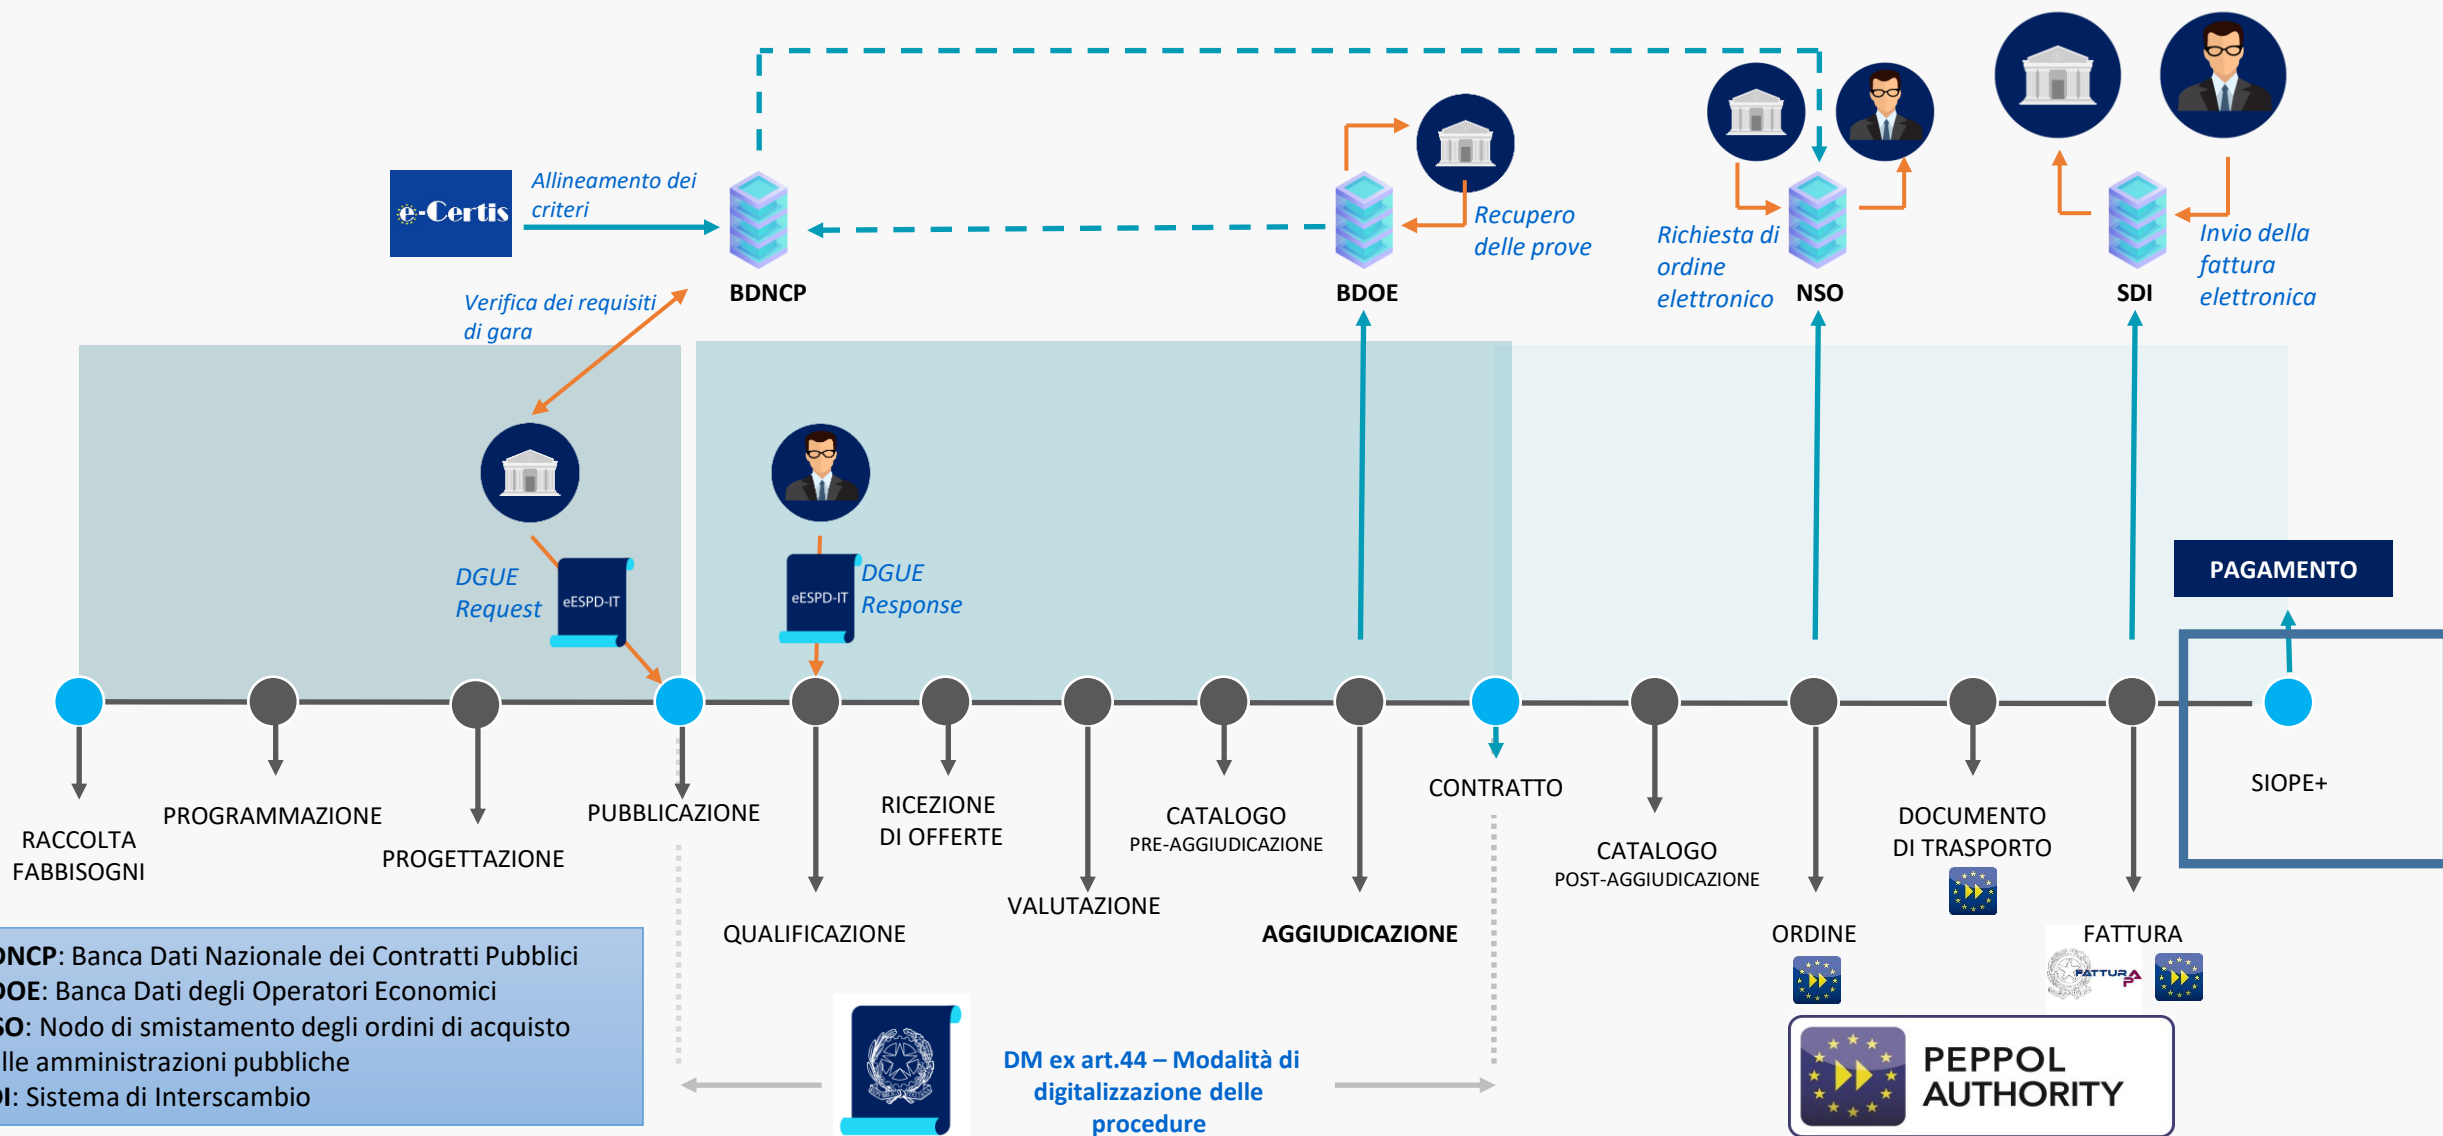 e-Certis
Allineamento dei
criteri
Verifica dei requisiti
di gara
BDNCP
BDOE
Recupero
delle prove
Richiesta di
ordine
elettronico
NSO
SDI
Invio della
fattura
elettronica
DGUE
Request
eESPD-IT
eESPD-IT
DGUE
Response
PAGAMENTO
RACCOLTA
FABBISOGNI
PROGRAMMAZIONE
PROGETTAZIONE
PUBBLICAZIONE
QUALIFICAZIONE
RICEZIONE
DI OFFERTE
VALUTAZIONE
CATALOGO
PRE-AGGIUDICAZIONE
AGGIUDICAZIONE
CONTRATTO
CATALOGO
POST-AGGIUDICAZIONE
ORDINE
DOCUMENTO
DI TRASPORTO
FATTURA
FATTURAPA
SIOPE+
DNCP: Banca Dati Nazionale dei Contratti Pubblici
DOE: Banca Dati degli Operatori Economici
SO: Nodo di smistamento degli ordini di acquisto
lle amministrazioni pubbliche
DI: Sistema di Interscambio
DM ex art.44 – Modalità di
digitalizzazione delle
procedure
PEPPOL
AUTHORITY